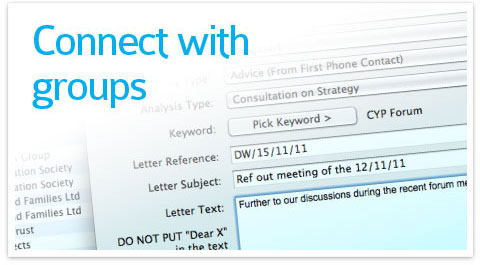 Connect with
groups
Type: Advice (From First Phone Contact)
Analysis Type: Consultation on Strategy
Keyword: Pick Keyword > CYP Forum
Letter Reference: DW/15/11/11
Letter Subject: Ref out meeting of the 12/11/11
Letter Text: Further to our discussions during the recent forum me
DO NOT PUT "Dear X"
in the text
Group
tation Society
tation Society
d Families Ltd
d Families Ltd
rust
ects